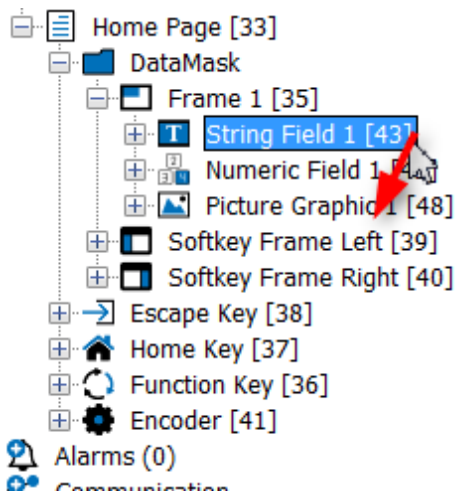 Home Page [33]
DataMask
Frame 1 [35]
String Field 1 [43]
Numeric Field 1
Picture Graphic 1 [48]
Softkey Frame Left [39]
Softkey Frame Right [40]
Escape Key [38]
Home Key [37]
Function Key [36]
Encoder [41]
Alarms (0)
Communication